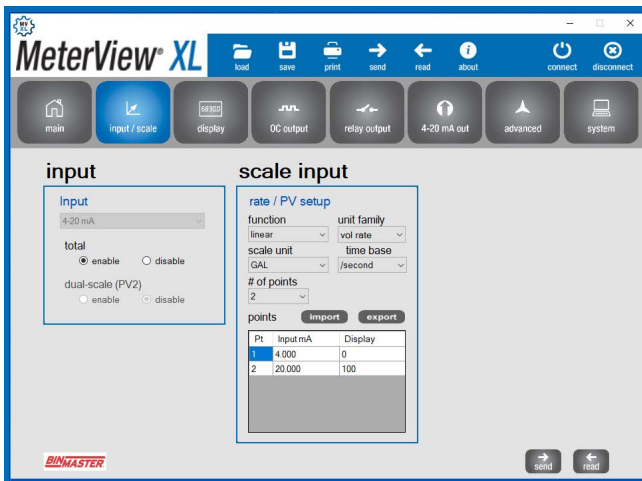 MV
XL
MeterView® XL
load save print send read about connect disconnect
main input / scale display OC output relay output 4-20 mA out advanced system
input
Input
4-20 mA
total
enable disable
dual-scale (PV2)
enable disable
scale input
rate / PV setup
function unit family
linear vol rate
scale unit time base
GAL /second
# of points
2
points import export
Pt Input mA Display
1 4.000 0
2 20.000 100
BINMASTER
send read